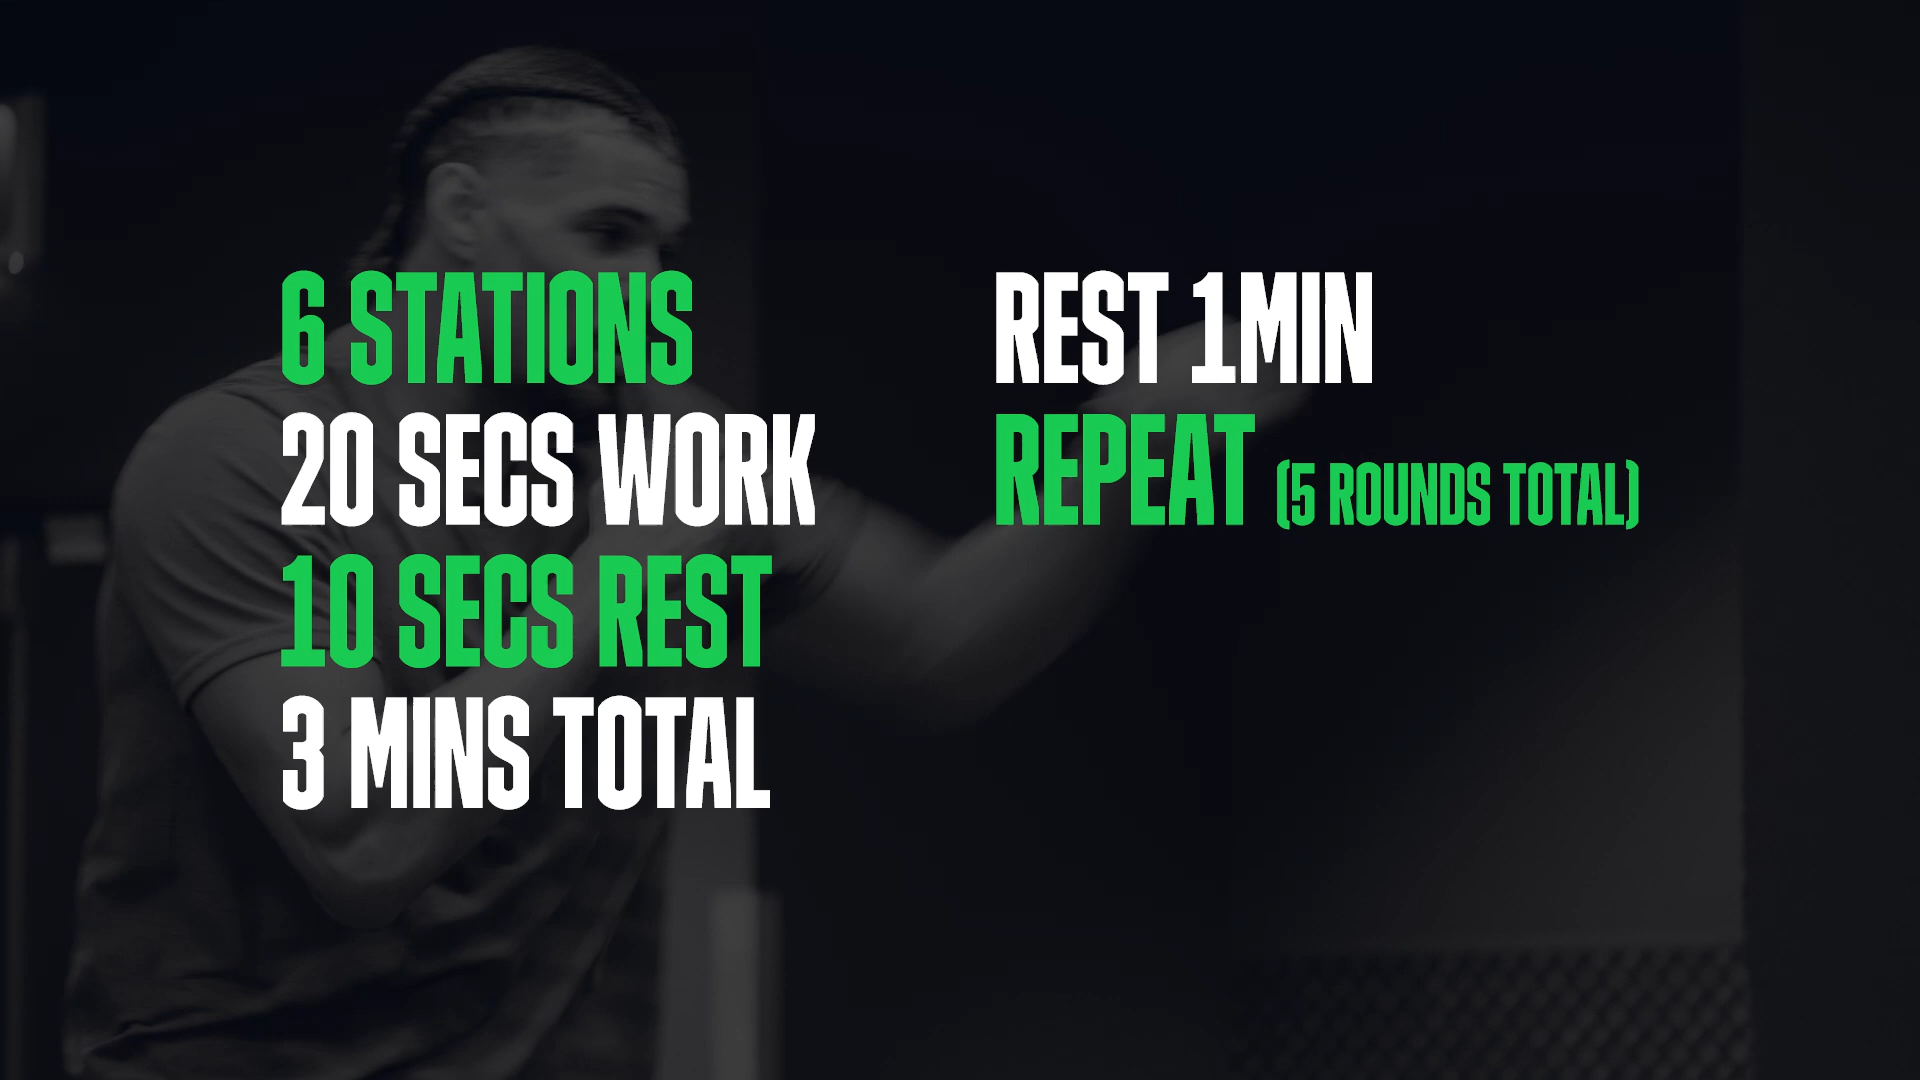 6 STATIONS
20 SECS WORK
10 SECS REST
3 MINS TOTAL
REST 1MIN
REPEAT (5 ROUNDS TOTAL)